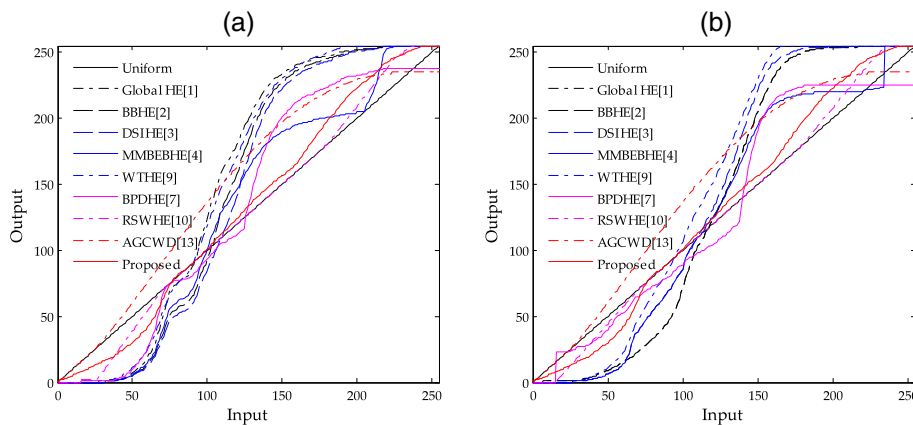 (a)
250
200
150
100
50
0
Output
Uniform
Global HE[1]
BBHE[2]
DSIHE[3]
MMBEBHE[4]
WTHE[9]
BPDHE[7]
RSWHE[10]
AGCWD[13]
Proposed
0 50 100 150 200 250
Input
(b)
250
200
150
100
50
0
Output
Uniform
Global HE[1]
BBHE[2]
DSIHE[3]
MMBEBHE[4]
WTHE[9]
BPDHE[7]
RSWHE[10]
AGCWD[13]
Proposed
0 50 100 150 200 250
Input